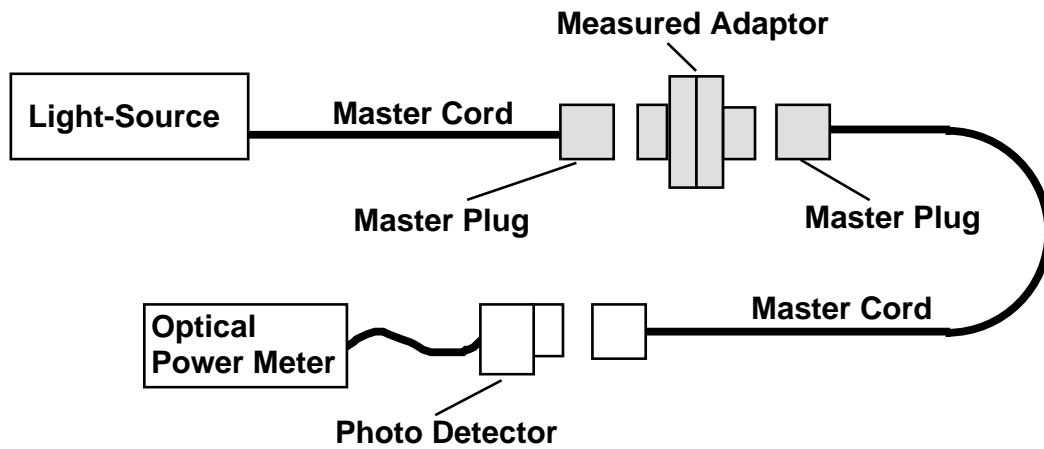 Measured Adaptor
Light-Source
Master Cord
Master Plug
Master Plug
Master Cord
Optical
Power Meter
Photo Detector